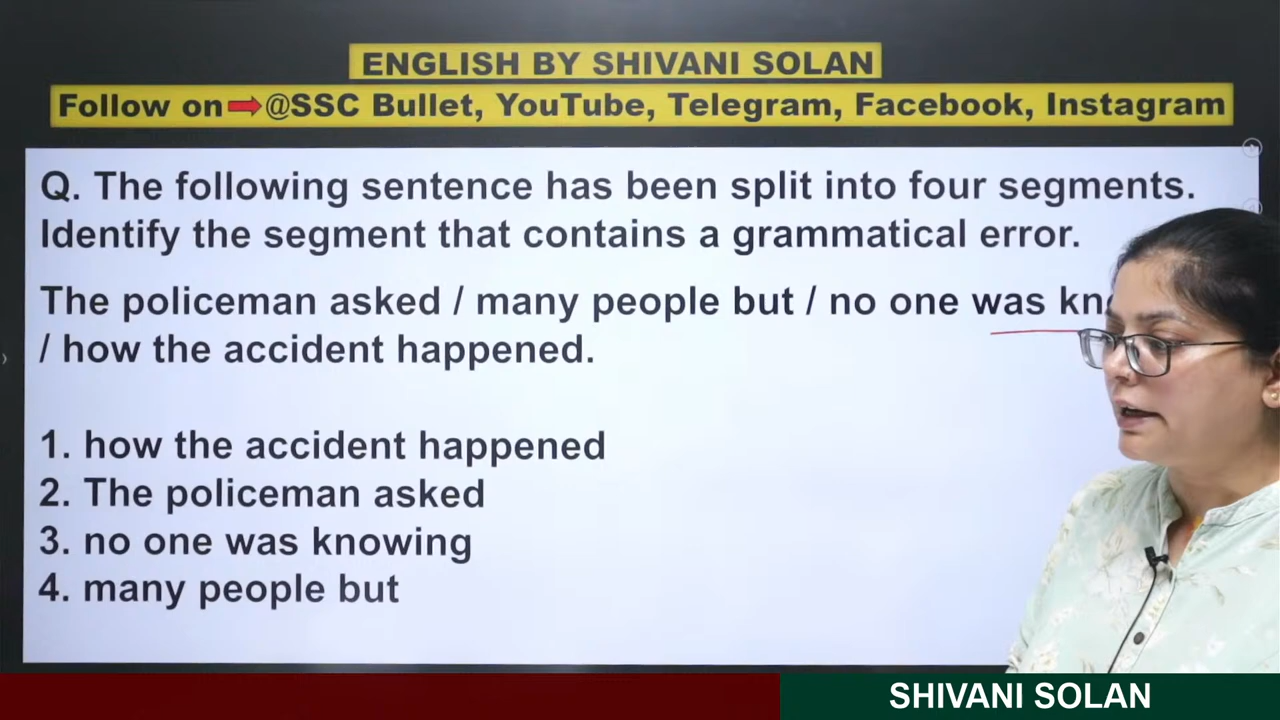 ENGLISH BY SHIVANI SOLAN
Follow on @SSC Bullet, YouTube, Telegram, Facebook, Instagram
Q. The following sentence has been split into four segments.
Identify the segment that contains a grammatical error.
The policeman asked / many people but / no one was
/ how the accident happened.
1. how the accident happened
2. The policeman asked
3. no one was knowing
4. many people but
SHIVANI SOLAN